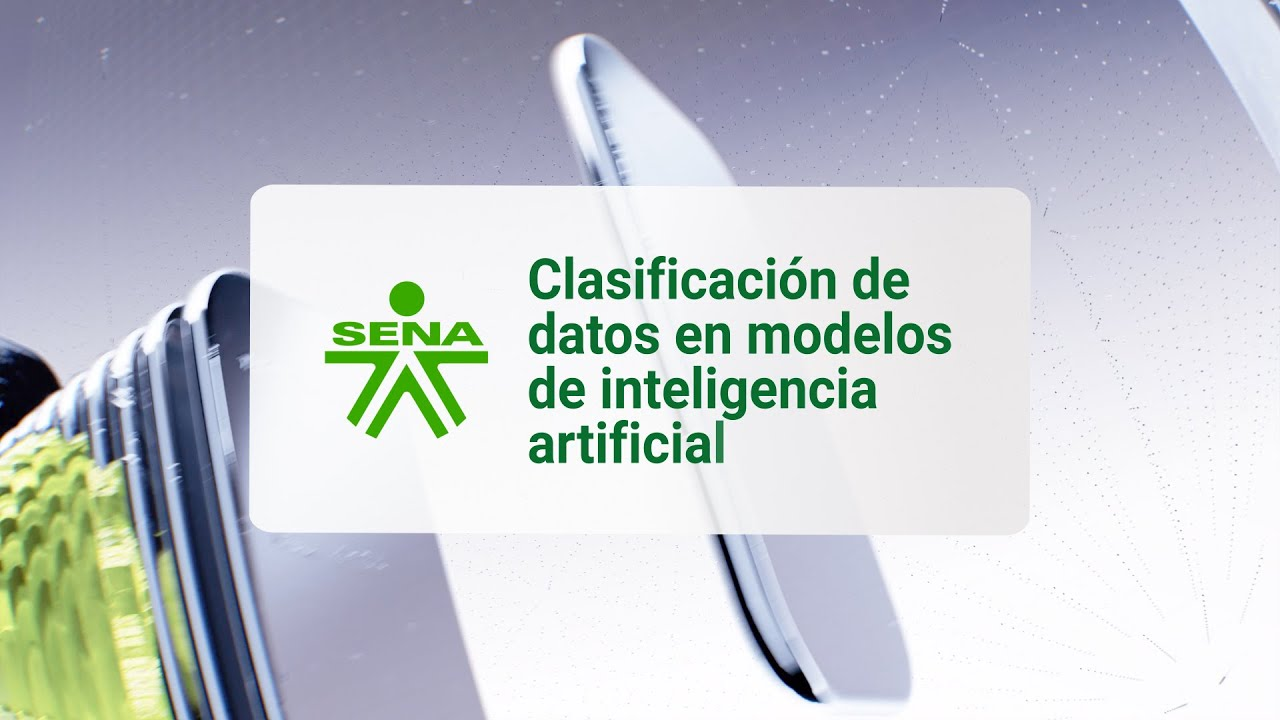 SENA
Clasificación de
datos en modelos
de inteligencia
artificial